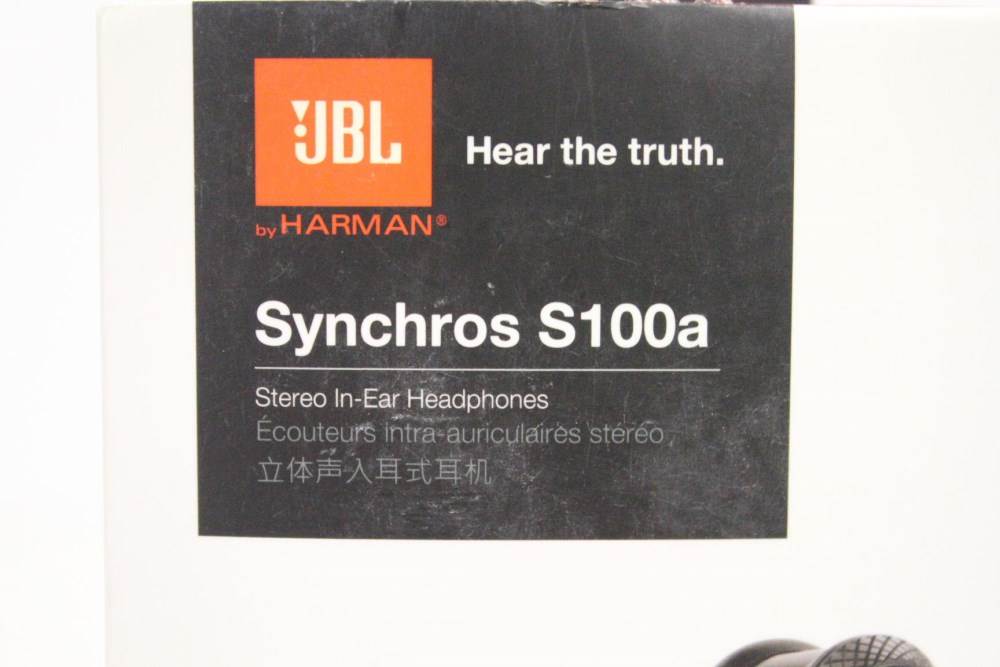 JBL
Hear the truth.
by HARMAN®
Synchros S100a
Stereo In-Ear Headphones
Écouteurs intra-auriculaires stéréo
立体声入耳式耳机